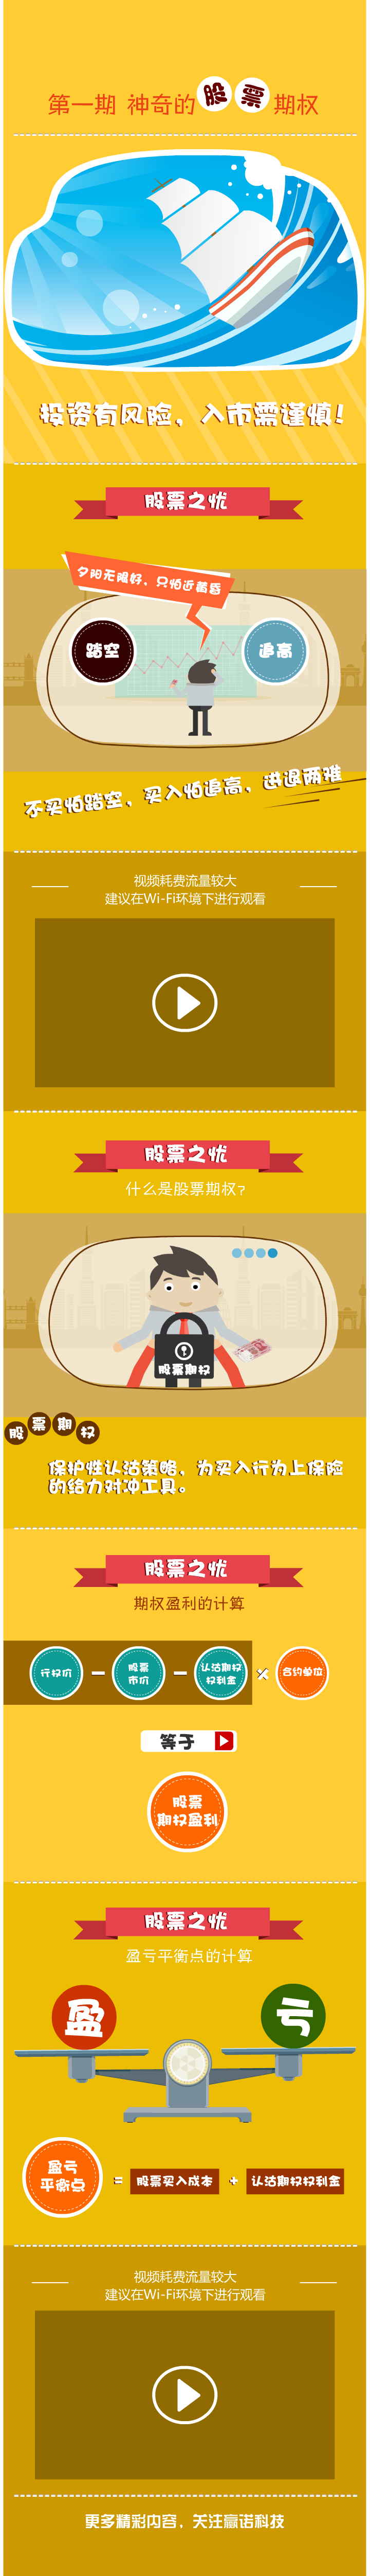 第一期 神奇的股票期权
投资有风险，入市需谨慎！
股票之忧
夕阳无限好，只怕近黄昏
踏空
追高
不买怕踏空，买入怕追高，进退两难
视频耗费流量较大
建议在Wi-Fi环境下进行观看
股票之忧
什么是股票期权？
股票期权
股票期权
保护性认沽策略，为买入行为上保险
的给力对冲工具。
股票之忧
期权盈利的计算
行权价 － 股票市价 － 认沽期权权利金 × 合约单位
等于
股票
期权盈利
股票之忧
盈亏平衡点的计算
盈
亏
盈亏平衡点 = 股票买入成本 + 认沽期权权利金
视频耗费流量较大
建议在Wi-Fi环境下进行观看
更多精彩内容，关注赢诺科技